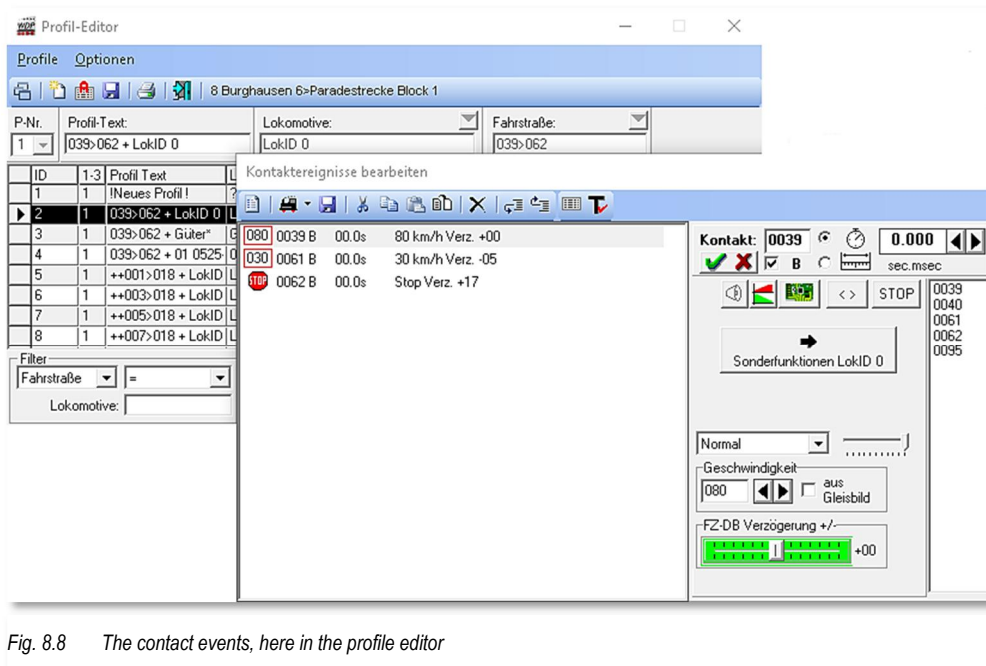 WDP Profil-Editor
Profile Optionen
8 Burghausen 6>Paradestrecke Block 1
P-Nr. Profil-Text: Lokomotive: Fahrstraße:
1 039>062 + LokID 0 LokID 0 039>062
ID 1-3 Profil Text L
1 1 !Neues Profil ! ?
2 1 039>062 + LokID 0 L
3 1 039>062 + Güter* G
4 1 039>062 + 01 0525- 0
5 1 ++001>018 + LokID L
6 1 ++003>018 + LokID L
7 1 ++005>018 + LokID L
8 1 ++007>018 + LokID L
Filter
Fahrstraße =
Lokomotive:
Kontaktereignisse bearbeiten
080 0039 B 00.0s 80 km/h Verz. +00
030 0061 B 00.0s 30 km/h Verz. -05
STOP 0062 B 00.0s Stop Verz. +17
Kontakt: 0039 0.000
B sec.msec
< > STOP
0039
0040
0061
0062
0095
Sonderfunktionen LokID 0
Normal
Geschwindigkeit
080 aus
Gleisbild
FZ-DB Verzögerung +/-
+00
Fig. 8.8 The contact events, here in the profile editor